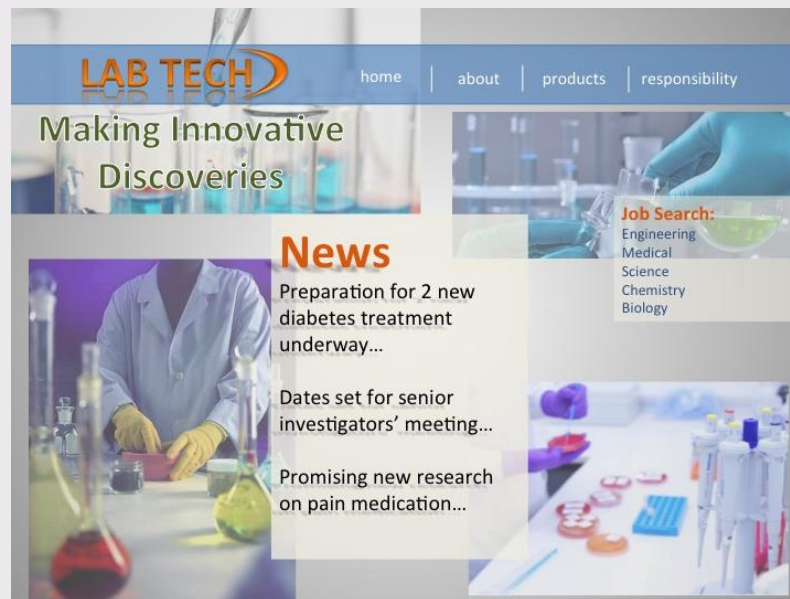 LAB TECH
home
about
products
responsibility
Making Innovative
Discoveries
Job Search:
Engineering
Medical
Science
Chemistry
Biology
News
Preparation for 2 new
diabetes treatment
underway...

Dates set for senior
investigators’ meeting...

Promising new research
on pain medication...